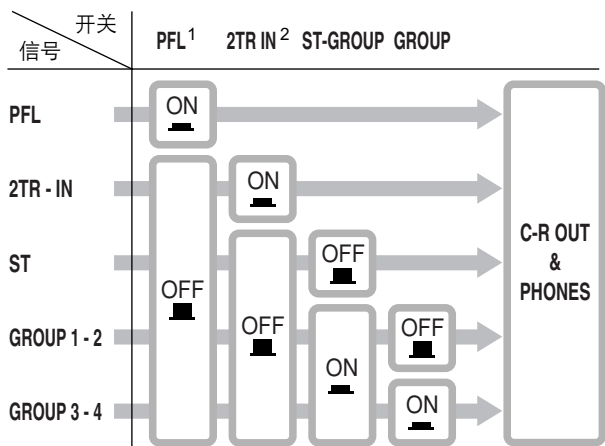 开关
信号
PFL1 2TR IN2 ST-GROUP GROUP
PFL ON
2TR - IN ON
ST OFF OFF
GROUP 1 - 2 OFF ON OFF
GROUP 3 - 4 ON
C-R OUT
&
PHONES